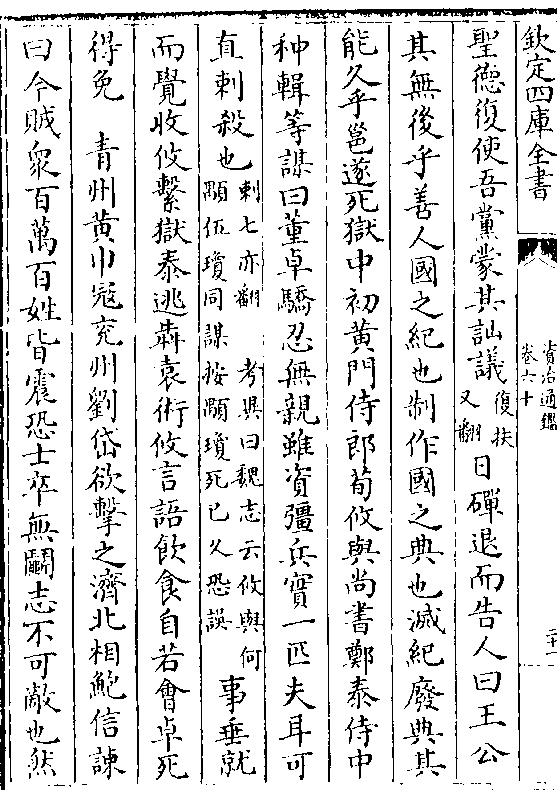 欽定四庫全書
資治通鑑
卷六十
二十一
聖徳復使吾黨蒙其訕議復扶又翻日磾退而告人曰王公
其無後乎善人國之紀也制作國之典也滅紀廢典其
能久乎邕遂死獄中初黄門侍郎荀攸與尚書鄭泰侍中
种輯等謀曰董卓驕忍無親雖資彊兵實一匹夫耳可
直刺殺也刺七亦翻考異曰魏志云攸與何顒伍瓊同謀按顒瓊死已久恐誤事垂就
而覺收攸繫獄泰逃犇袁術攸言語飲食自若會卓死
得免　青州黄巾寇兖州劉岱欲擊之濟北相鮑信諫
曰今賊衆百萬百姓皆震恐士卒無鬭志不可敵也然